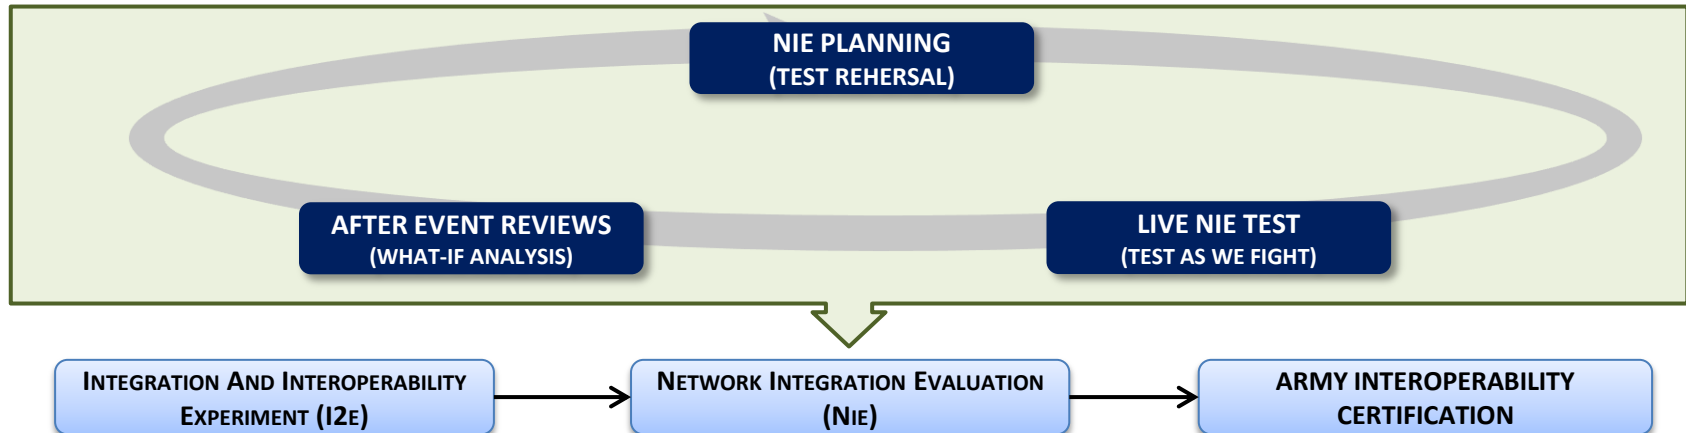 NIE PLANNING
(TEST REHERSAL)
AFTER EVENT REVIEWS
(WHAT-IF ANALYSIS)
LIVE NIE TEST
(TEST AS WE FIGHT)
INTEGRATION AND INTEROPERABILITY
EXPERIMENT (I2E)
NETWORK INTEGRATION EVALUATION
(NIE)
ARMY INTEROPERABILITY
CERTIFICATION